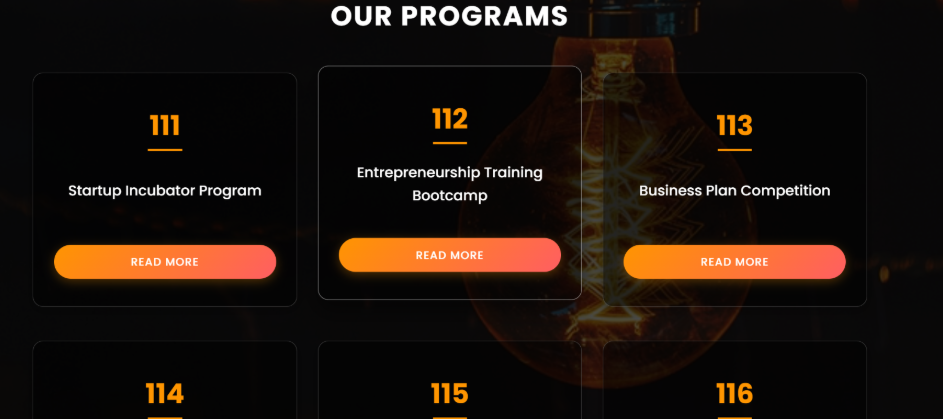 OUR PROGRAMS
111
Startup Incubator Program
READ MORE
112
Entrepreneurship Training
Bootcamp
READ MORE
113
Business Plan Competition
READ MORE
114
115
116